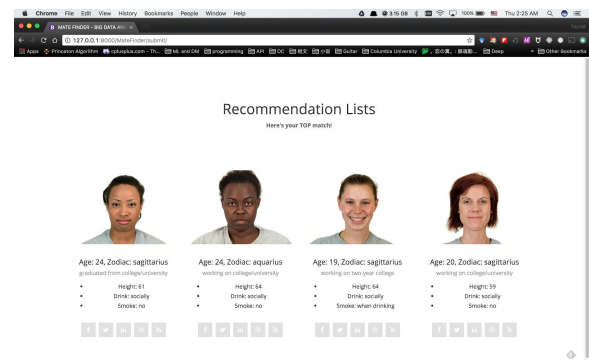 Chrome File Edit View History Bookmarks People Window Help 3.15 GB 100% Thu 2:25 AM
B MATE FINDER - BIG DATA ANA ×
127.0.0.1:8000/MateFinder/submit/
Apps Princeton Algorithm cplusplus.com - Th... ML and DM programming API OC 經文 小裝 Guitar Columbia University Deep » Other Bookmarks
Recommendation Lists
Here's your TOP match!
Age: 24, Zodiac: sagittarius
graduated from college/university
• Height: 61
• Drink: socially
• Smoke: no
Age: 24, Zodiac: aquarius
working on college/university
• Height: 64
• Drink: socially
• Smoke: no
Age: 19, Zodiac: sagittarius
working on two-year college
• Height: 64
• Drink: socially
• Smoke: when drinking
Age: 20, Zodiac: sagittarius
working on college/university
• Height: 59
• Drink: socially
• Smoke: no